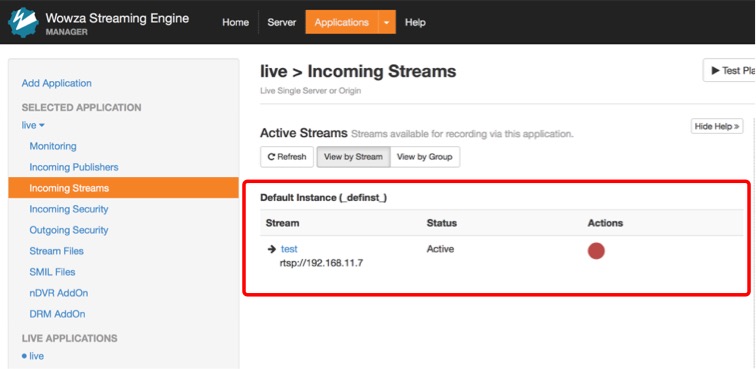 Wowza Streaming Engine
MANAGER
Home Server Applications Help
Add Application
SELECTED APPLICATION
live
Monitoring
Incoming Publishers
Incoming Streams
Incoming Security
Outgoing Security
Stream Files
SMIL Files
nDVR AddOn
DRM AddOn
LIVE APPLICATIONS
live
live > Incoming Streams
Live Single Server or Origin
Test Pla
Active Streams Streams available for recording via this application.
Hide Help »
Refresh View by Stream View by Group
Default Instance (_definst_)
Stream Status Actions
test Active
rtsp://192.168.11.7